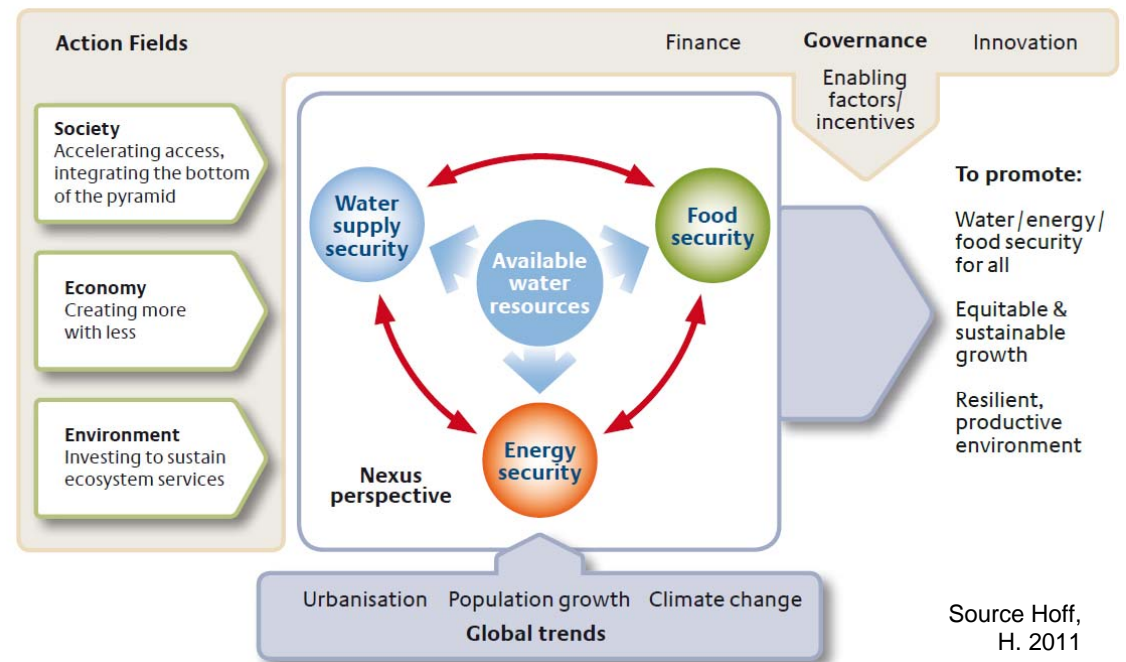 Action Fields
Finance
Governance
Innovation
Enabling
factors/
incentives
Society
Accelerating access,
integrating the bottom
of the pyramid
Economy
Creating more
with less
Environment
Investing to sustain
ecosystem services
Water
supply
security
Food
security
Available
water
resources
Energy
security
Nexus
perspective
To promote:
Water/energy/
food security
for all
Equitable &
sustainable
growth
Resilient,
productive
environment
Urbanisation
Population growth
Climate change
Global trends
Source Hoff,
H. 2011